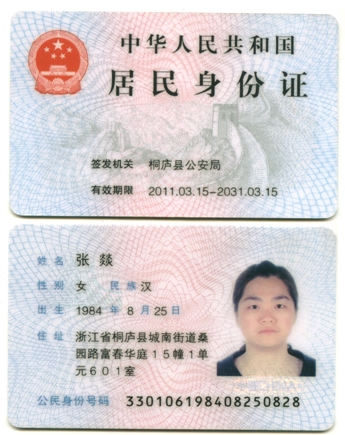 中华人民共和国
居民身份证
签发机关 桐庐县公安局
有效期限 2011.03.15-2031.03.15
姓名 张燚
性别 女 民族 汉
出生 1984 年 8 月 25 日
住址 浙江省桐庐县城南街道桑
园路富春华庭15幢1单
元601室
公民身份号码 330106198408250828